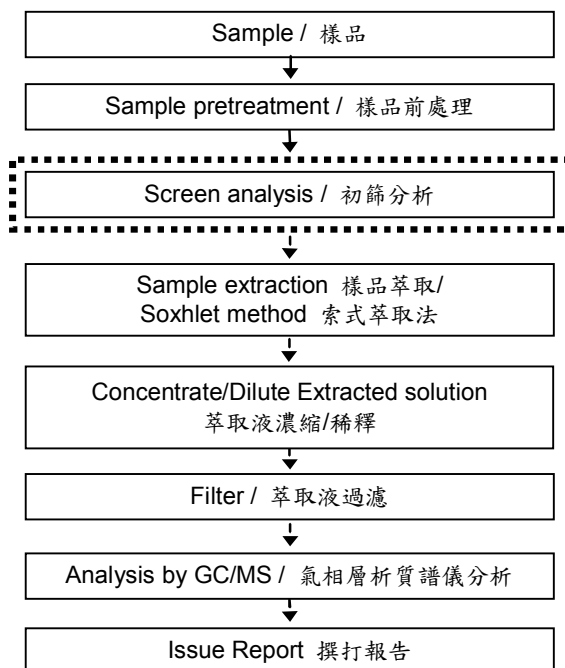 Sample / 樣品
Sample pretreatment / 樣品前處理
Screen analysis / 初篩分析
Sample extraction 樣品萃取/
Soxhlet method 索式萃取法
Concentrate/Dilute Extracted solution
萃取液濃縮/稀釋
Filter / 萃取液過濾
Analysis by GC/MS / 氣相層析質譜儀分析
Issue Report 撰打報告